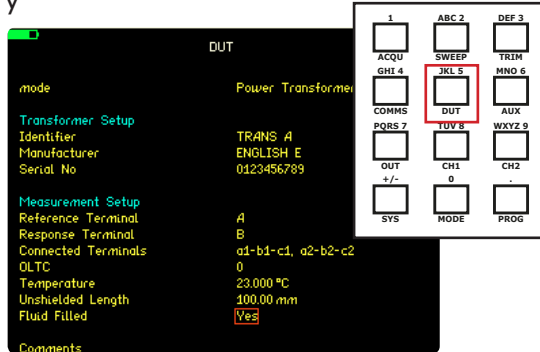 y
DUT
mode Power Transformer
Transformer Setup
Identifier TRANS A
Manufacturer ENGLISH E
Serial No 0123456789
Measurement Setup
Reference Terminal A
Response Terminal B
Connected Terminals a1-b1-c1, a2-b2-c2
OLTC 0
Temperature 23.000 °C
Unshielded Length 100.00 mm
Fluid Filled Yes
Comments
1 ABC 2 DEF 3
ACQU SWEEP TRIM
GHI 4 JKL 5 MNO 6
COMMS DUT AUX
PQRS 7 TUV 8 WXYZ 9
OUT CH1 CH2
+/- 0 .
SYS MODE PROG